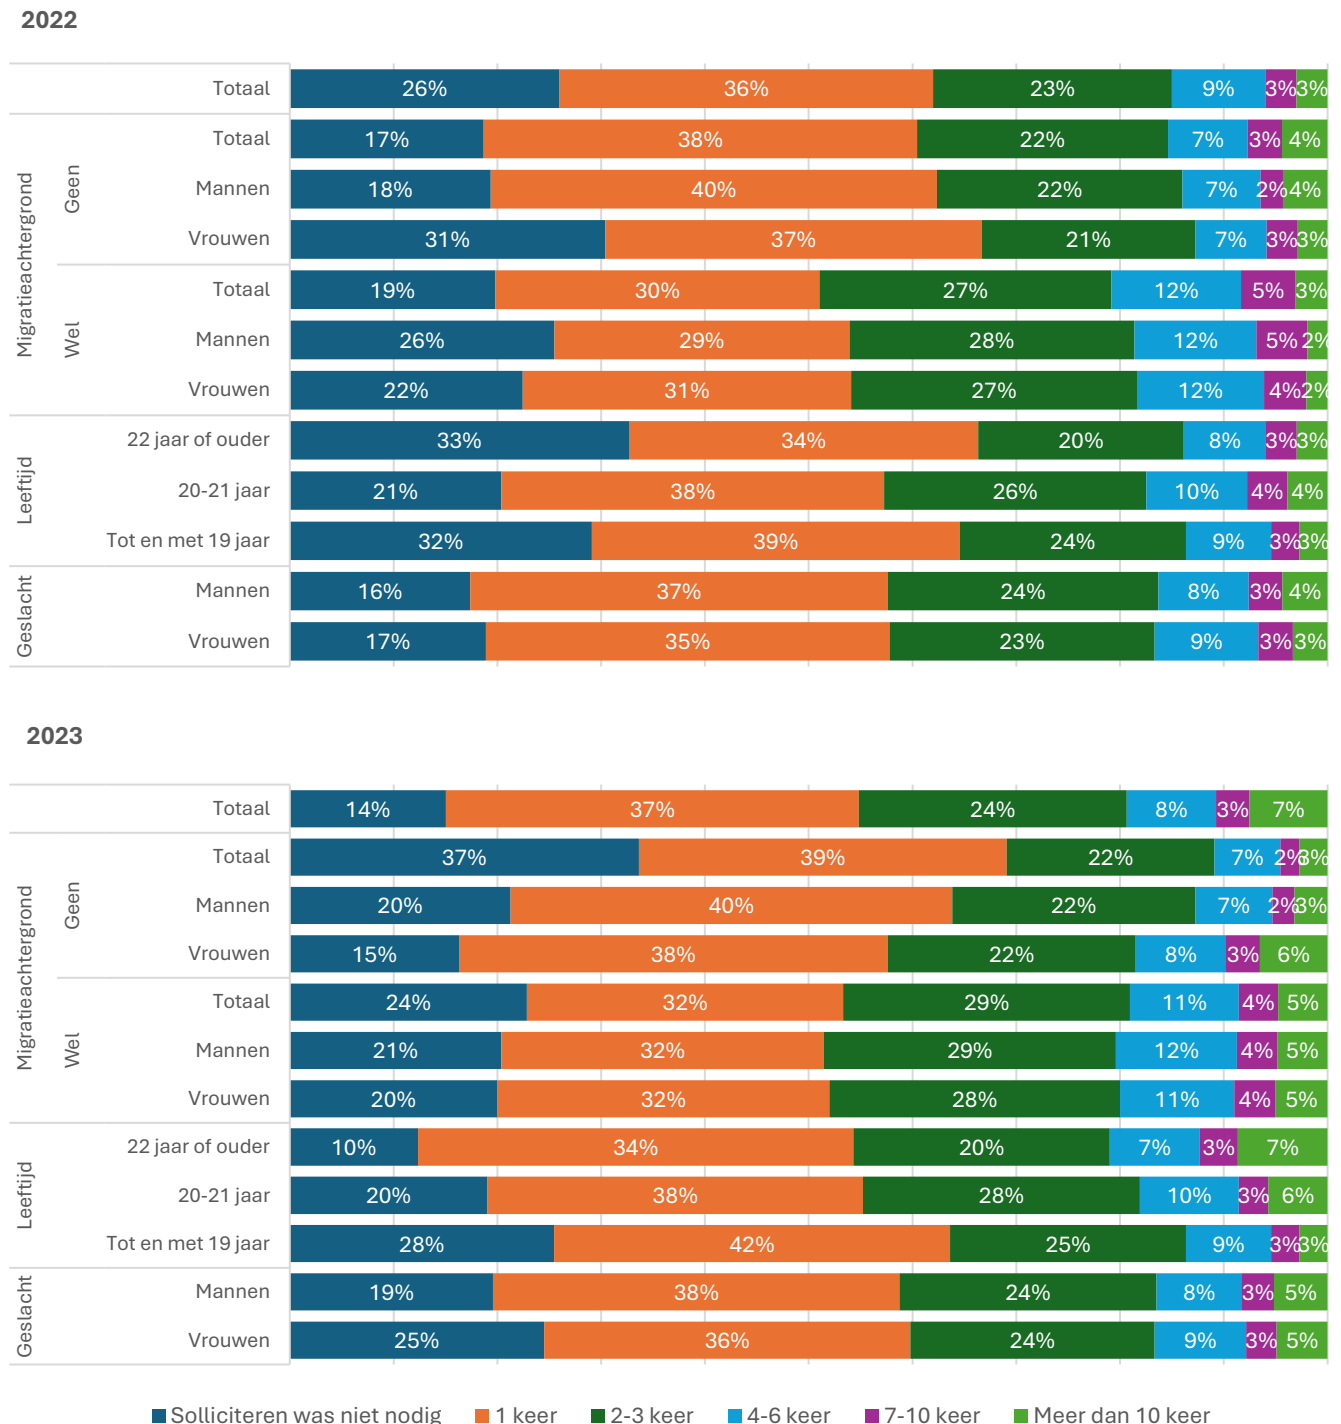 2022
Totaal 26% 36% 23% 9% 3% 3%
Migratieachtergrond
Geen
Totaal 17% 38% 22% 7% 3% 4%
Mannen 18% 40% 22% 7% 2% 4%
Vrouwen 31% 37% 21% 7% 3% 3%
Wel
Totaal 19% 30% 27% 12% 5% 3%
Mannen 26% 29% 28% 12% 5% 2%
Vrouwen 22% 31% 27% 12% 4% 2%
Leeftijd
22 jaar of ouder 33% 34% 20% 8% 3% 3%
20-21 jaar 21% 38% 26% 10% 4% 4%
Tot en met 19 jaar 32% 39% 24% 9% 3% 3%
Geslacht
Mannen 16% 37% 24% 8% 3% 4%
Vrouwen 17% 35% 23% 9% 3% 3%
2023
Totaal 14% 37% 24% 8% 3% 7%
Migratieachtergrond
Geen
Totaal 37% 39% 22% 7% 2% 3%
Mannen 20% 40% 22% 7% 2% 3%
Vrouwen 15% 38% 22% 8% 3% 6%
Wel
Totaal 24% 32% 29% 11% 4% 5%
Mannen 21% 32% 29% 12% 4% 5%
Vrouwen 20% 32% 28% 11% 4% 5%
Leeftijd
22 jaar of ouder 10% 34% 20% 7% 3% 7%
20-21 jaar 20% 38% 28% 10% 3% 6%
Tot en met 19 jaar 28% 42% 25% 9% 3% 3%
Geslacht
Mannen 19% 38% 24% 8% 3% 5%
Vrouwen 25% 36% 24% 9% 3% 5%
Solliciteren was niet nodig 1 keer 2-3 keer 4-6 keer 7-10 keer Meer dan 10 keer